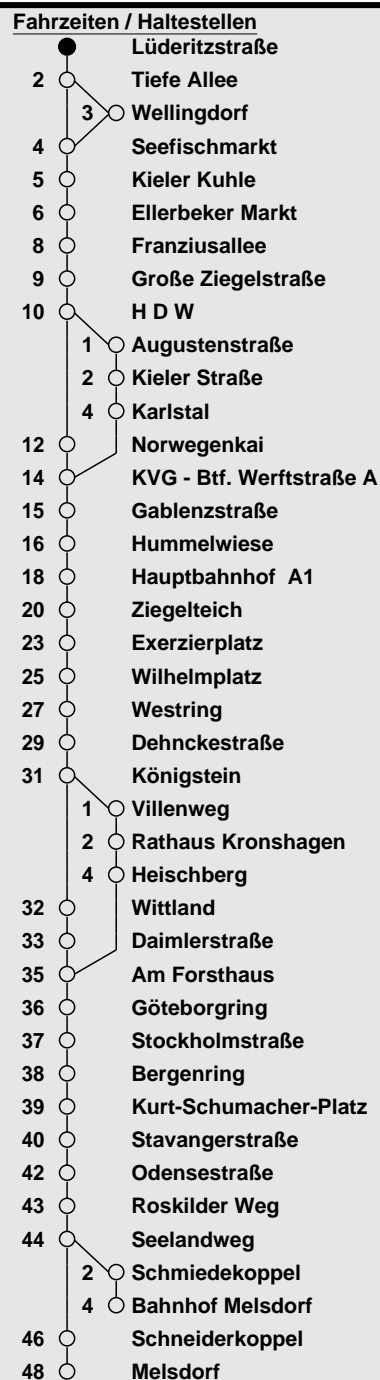 Fahrzeiten / Haltestellen
Lüderitzstraße
2 Tiefe Allee
3 Wellingdorf
4 Seefischmarkt
5 Kieler Kuhle
6 Ellerbeker Markt
8 Franziusallee
9 Große Ziegelstraße
10 H D W
1 Augustenstraße
2 Kieler Straße
4 Karlstal
12 Norwegenkai
14 KVG - Btf. Werftstraße A
15 Gablenzstraße
16 Hummelwiese
18 Hauptbahnhof A1
20 Ziegelteich
23 Exerzierplatz
25 Wilhelmplatz
27 Westring
29 Dehnckestraße
31 Königstein
1 Villenweg
2 Rathaus Kronshagen
4 Heischberg
32 Wittland
33 Daimlerstraße
35 Am Forsthaus
36 Göteborgring
37 Stockholmstraße
38 Bergenring
39 Kurt-Schumacher-Platz
40 Stavangerstraße
42 Odensestraße
43 Roskilder Weg
44 Seelandweg
2 Schmiedekoppel
4 Bahnhof Melsdorf
46 Schneiderkoppel
48 Melsdorf